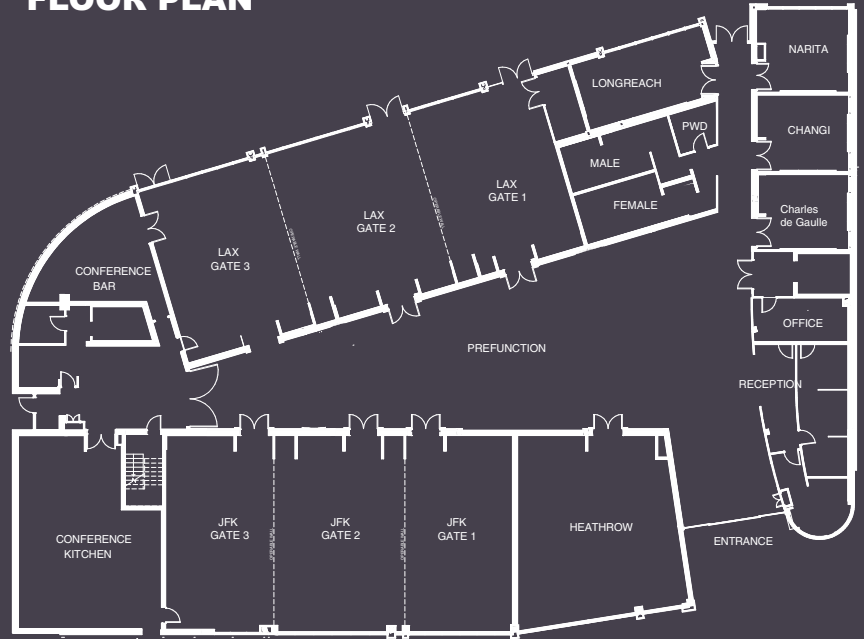 FLOOR PLAN
NARITA
LONGREACH
PWD
CHANGI
MALE
LAX
GATE 1
FEMALE
Charles
de Gaulle
LAX
GATE 2
LAX
GATE 3
CONFERENCE
BAR
OFFICE
PREFUNCTION
RECEPTION
JFK
GATE 3
JFK
GATE 2
JFK
GATE 1
HEATHROW
CONFERENCE
KITCHEN
ENTRANCE